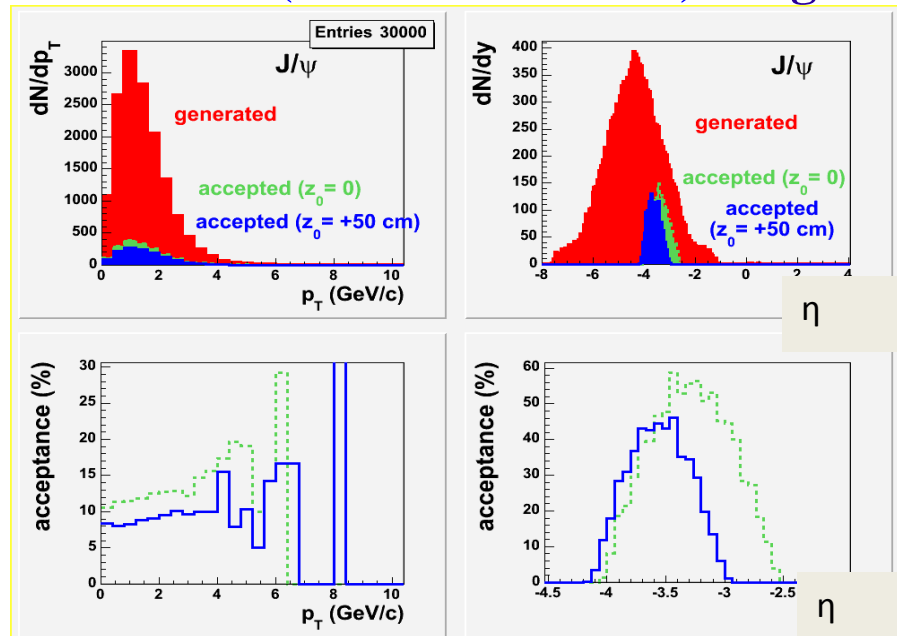 Entries 30000
dN/dp_T
J/ψ
generated
accepted (z_0= 0)
accepted (z_0= +50 cm)
3500
3000
2500
2000
1500
1000
500
0
0 2 4 6 8 10
p_T (GeV/c)
dN/dy
J/ψ
generated
accepted (z_0= 0)
accepted
(z_0= +50 cm)
400
350
300
250
200
150
100
50
0
-8 -6 -4 -2 0 2 4
η
acceptance (%)
30
25
20
15
10
5
0
0 2 4 6 8 10
p_T (GeV/c)
acceptance (%)
60
50
40
30
20
10
0
-4.5 -4 -3.5 -3 -2.5
η